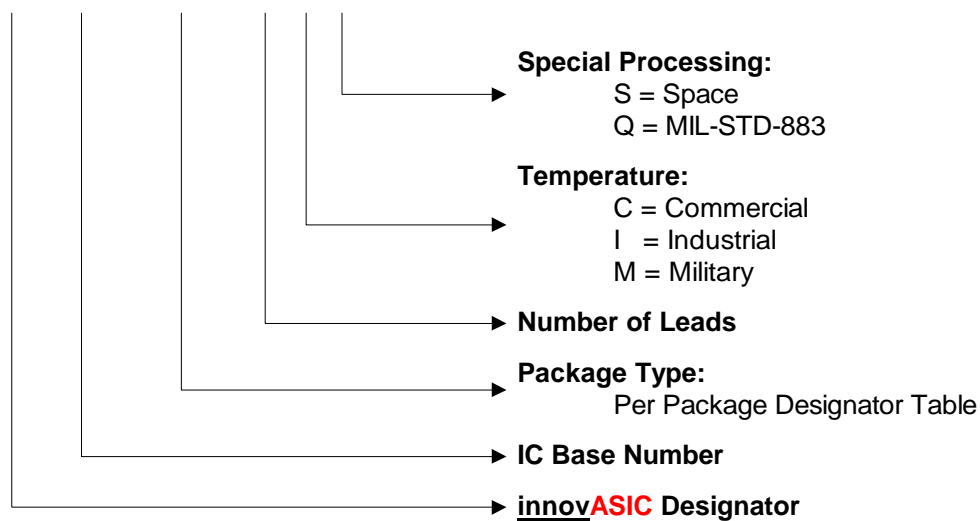 Special Processing:
S = Space
Q = MIL-STD-883
Temperature:
C = Commercial
I = Industrial
M = Military
Number of Leads
Package Type:
Per Package Designator Table
IC Base Number
innovASIC Designator